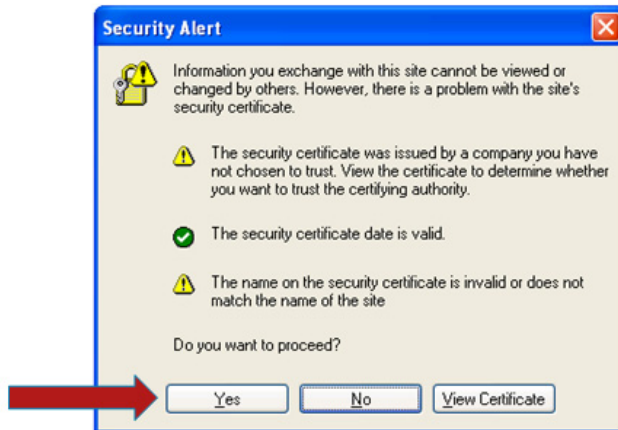 Security Alert
Information you exchange with this site cannot be viewed or
changed by others. However, there is a problem with the site's
security certificate.
The security certificate was issued by a company you have
not chosen to trust. View the certificate to determine whether
you want to trust the certifying authority.
The security certificate date is valid.
The name on the security certificate is invalid or does not
match the name of the site
Do you want to proceed?
Yes No View Certificate